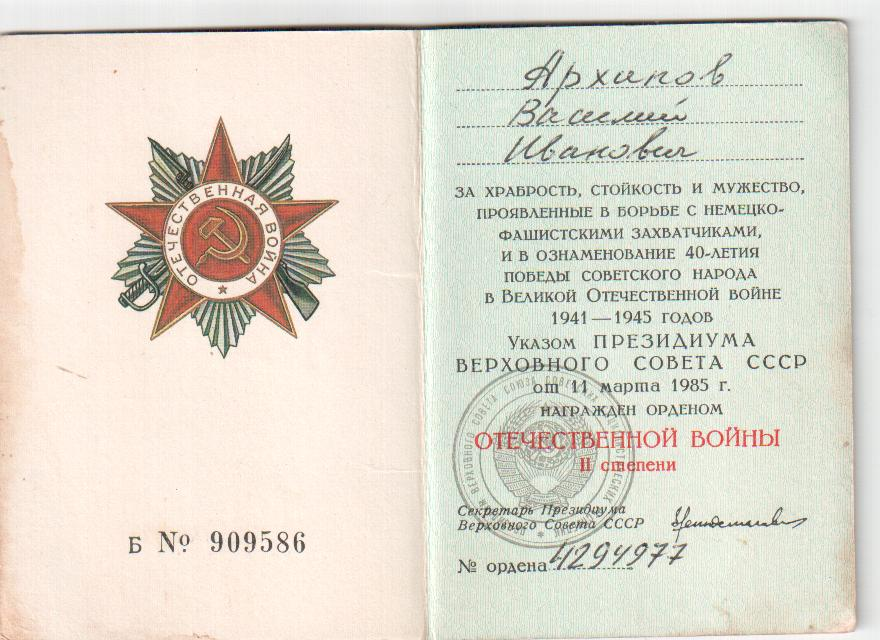 ОТЕЧЕСТВЕННАЯ ВОЙНА
Б № 909586
Архипов
Василий
Иванович
ЗА ХРАБРОСТЬ, СТОЙКОСТЬ И МУЖЕСТВО,
ПРОЯВЛЕННЫЕ В БОРЬБЕ С НЕМЕЦКО-
ФАШИСТСКИМИ ЗАХВАТЧИКАМИ,
И В ОЗНАМЕНОВАНИЕ 40-ЛЕТИЯ
ПОБЕДЫ СОВЕТСКОГО НАРОДА
В ВЕЛИКОЙ ОТЕЧЕСТВЕННОЙ ВОЙНЕ
1941—1945 ГОДОВ
УКАЗОМ ПРЕЗИДИУМА
ВЕРХОВНОГО СОВЕТА СССР
от 11 марта 1985 г.
НАГРАЖДЕН ОРДЕНОМ
ОТЕЧЕСТВЕННОЙ ВОЙНЫ
II степени
Секретарь Президиума
Верховного Совета СССР
№ ордена 4294977